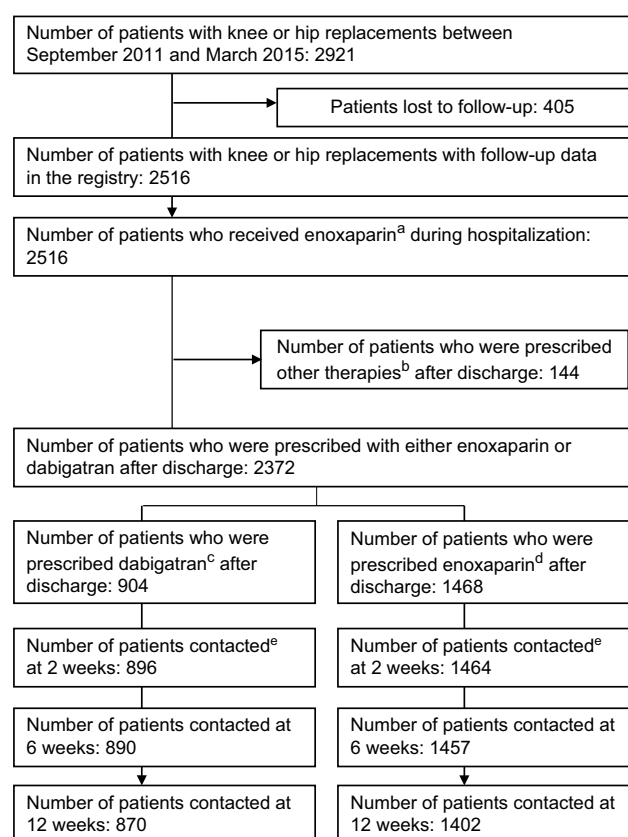 Number of patients with knee or hip replacements between
September 2011 and March 2015: 2921
Patients lost to follow-up: 405
Number of patients with knee or hip replacements with follow-up data
in the registry: 2516
Number of patients who received enoxaparinᵃ during hospitalization:
2516
Number of patients who were prescribed
other therapiesᵇ after discharge: 144
Number of patients who were prescribed with either enoxaparin or
dabigatran after discharge: 2372
Number of patients who were
prescribed dabigatranᶜ after
discharge: 904
Number of patients who were
prescribed enoxaparinᵈ after
discharge: 1468
Number of patients contactedᵉ
at 2 weeks: 896
Number of patients contactedᵉ
at 2 weeks: 1464
Number of patients contacted at
6 weeks: 890
Number of patients contacted at
6 weeks: 1457
Number of patients contacted at
12 weeks: 870
Number of patients contacted at
12 weeks: 1402